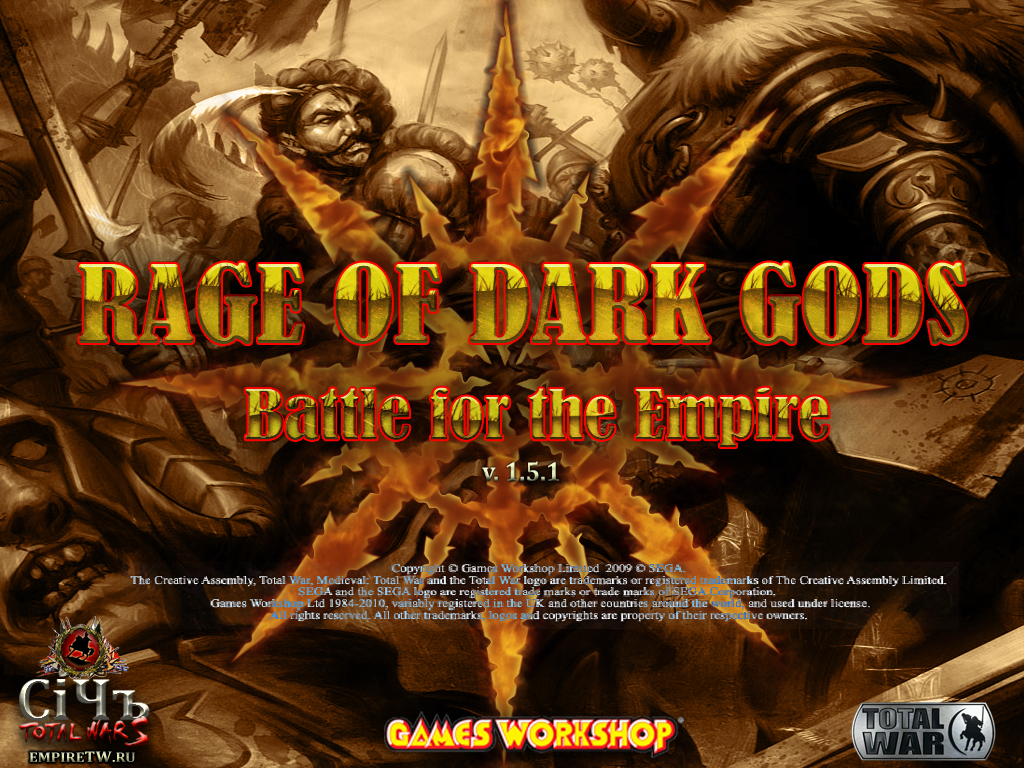 RAGE OF DARK GODS
Battle for the Empire
v. 1.5.1
Copyright © Games Workshop Limited 2009 © SEGA.
The Creative Assembly, Total War, Medieval: Total War and the Total War logo are trademarks or registered trademarks of The Creative Assembly Limited.
SEGA and the SEGA logo are registered trade marks or trade marks of SEGA Corporation.
Games Workshop Ltd 1984-2010, variably registered in the UK and other countries around the world, and used under license.
All rights reserved. All other trademarks, logos and copyrights are property of their respective owners.
СіЧъ
TOTAL WARS
EMPIRETW.RU
GAMES WORKSHOP
TOTAL
WAR